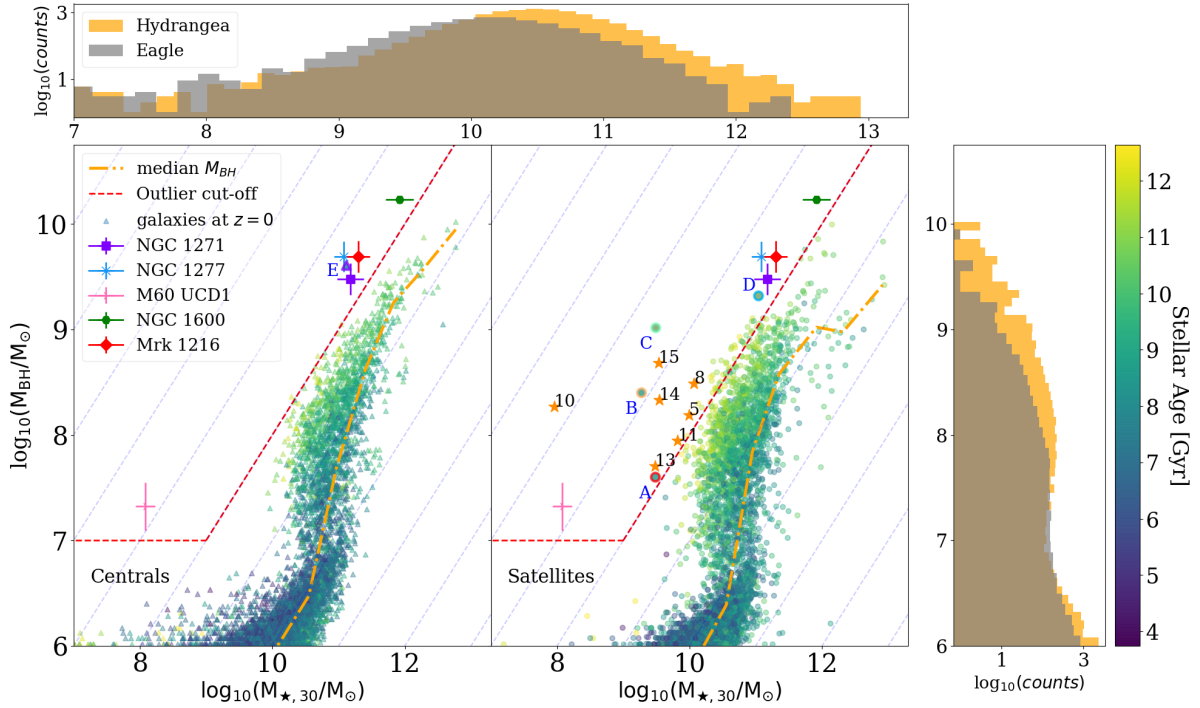 Hydrangea
Eagle
log₁₀(counts)
3
1
7 8 9 10 11 12 13
median M_BH
Outlier cut-off
galaxies at z = 0
NGC 1271
NGC 1277
M60 UCD1
NGC 1600
Mrk 1216
E
Centrals
log₁₀(M_BH/M⊙)
10
9
8
7
6
8 10 12
log₁₀(M★,30/M⊙)
D
C
15
8
10
14
B
5
11
13
A
Satellites
8 10 12
log₁₀(M★,30/M⊙)
10
9
8
7
6
1 3
log₁₀(counts)
12
11
10
9
8
7
6
5
4
Stellar Age [Gyr]